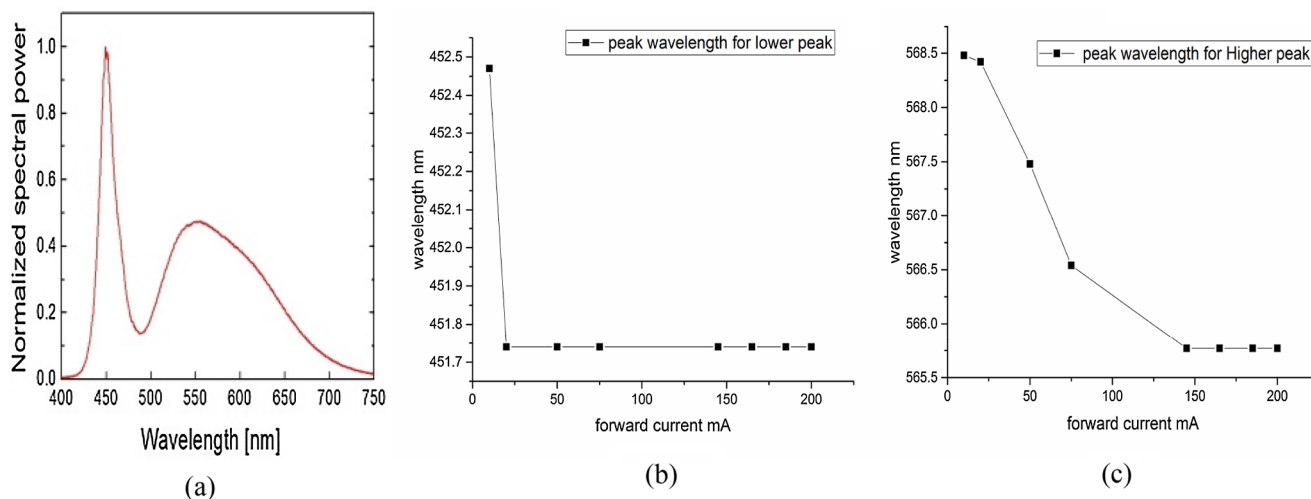 Normalized spectral power
1.0
0.8
0.6
0.4
0.2
0.0
400 450 500 550 600 650 700 750
Wavelength [nm]
(a)
peak wavelength for lower peak
wavelength nm
452.5
452.4
452.3
452.2
452.1
452.0
451.9
451.8
451.7
0 50 100 150 200
forward current mA
(b)
peak wavelength for Higher peak
wavelength nm
568.5
568.0
567.5
567.0
566.5
566.0
565.5
0 50 100 150 200
forward current mA
(c)